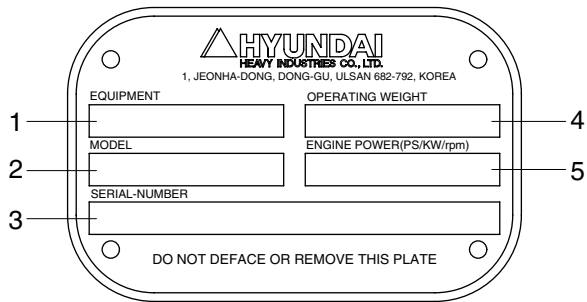 HYUNDAI
HEAVY INDUSTRIES CO., LTD.
1, JEONHA-DONG, DONG-GU, ULSAN 682-792, KOREA
EQUIPMENT OPERATING WEIGHT
1 4
MODEL ENGINE POWER(PS/KW/rpm)
2 5
SERIAL-NUMBER
3
DO NOT DEFACE OR REMOVE THIS PLATE